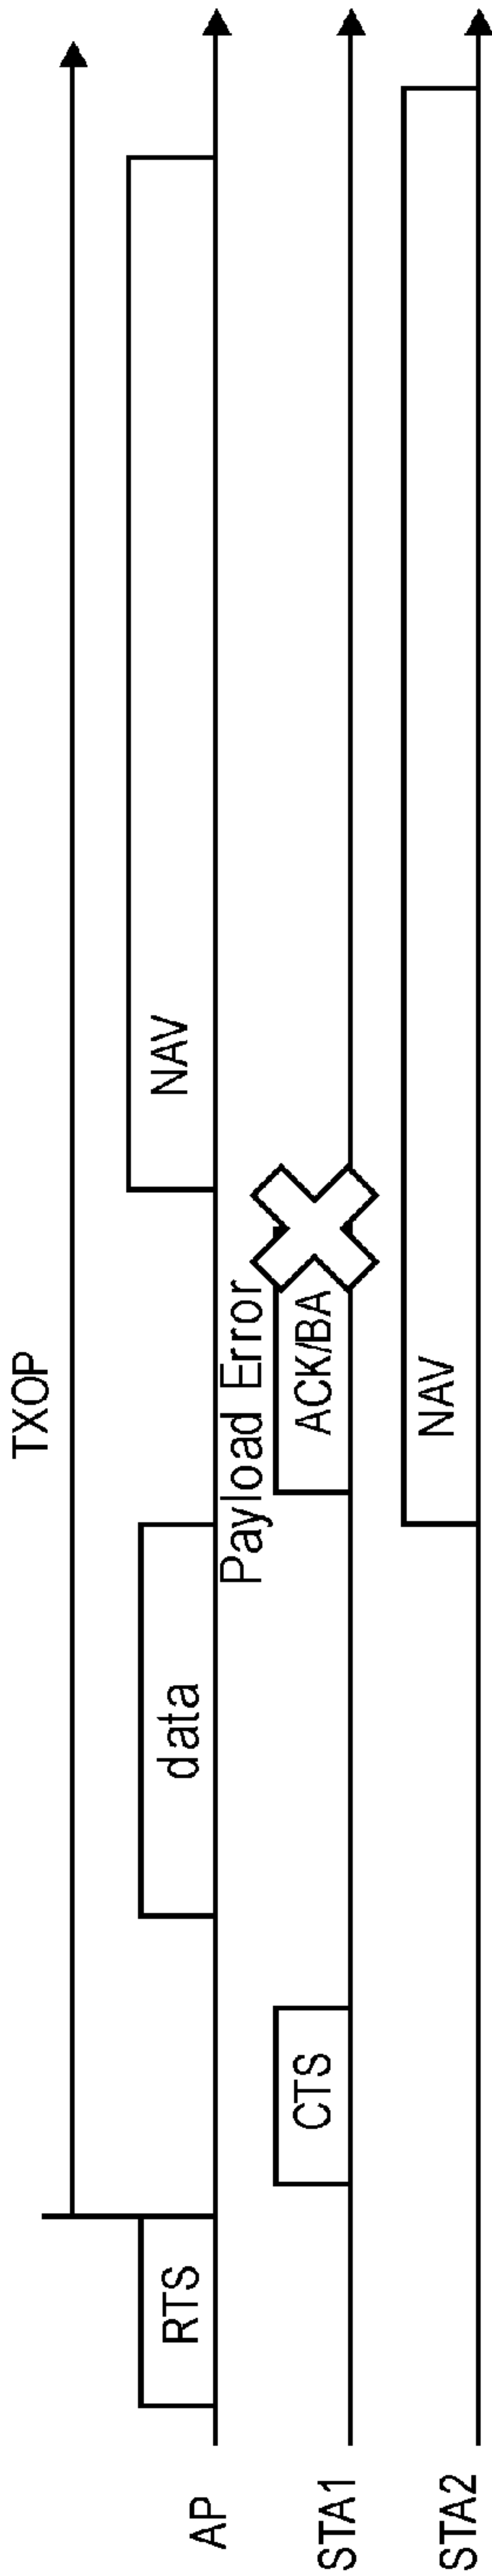 TXOP
AP
RTS
data
NAV
Payload Error
STA1
CTS
ACK/BA
STA2
NAV